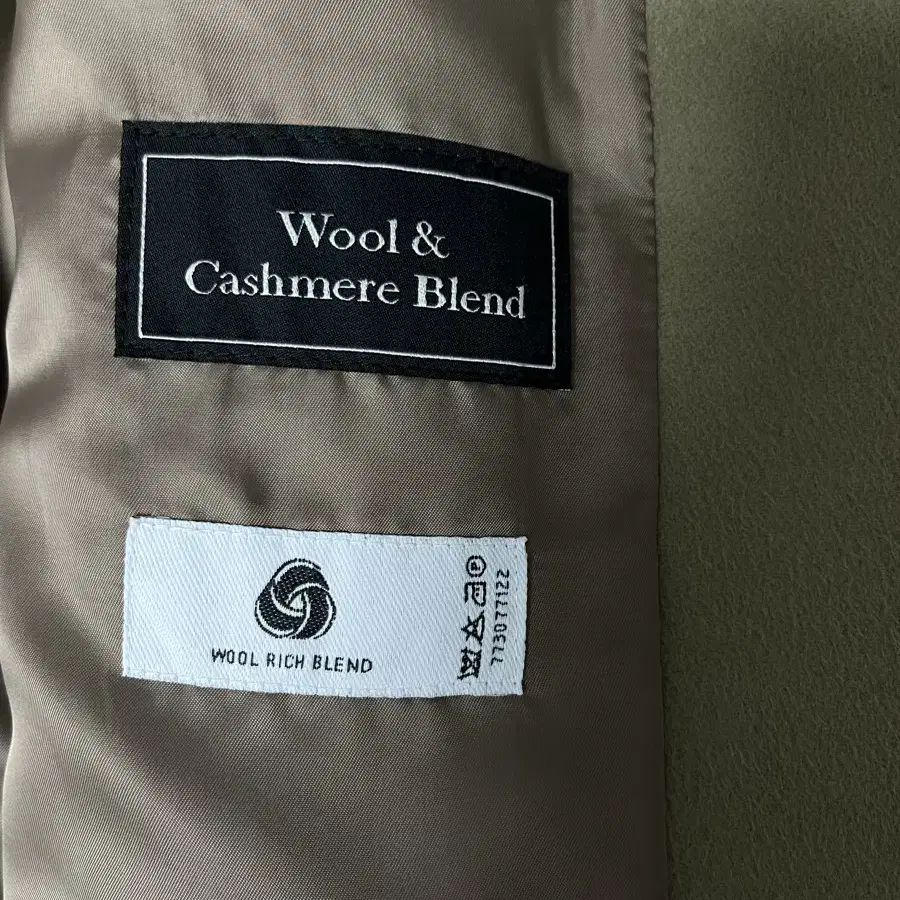 Wool &
Cashmere Blend
WOOL RICH BLEND
P
773077122